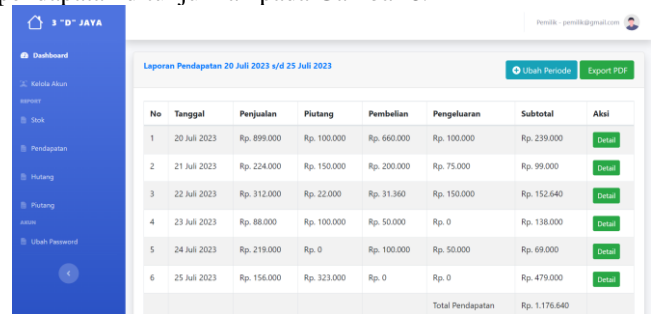 3 "D" JAYA
Pemilik - pemilik@gmail.com
Dashboard
Kelola Akun
REPORT
Stok
Pendapatan
Hutang
Piutang
Ubah Password
Laporan Pendapatan 20 Juli 2023 s/d 25 Juli 2023
Ubah Periode
Export PDF
No Tanggal Penjualan Piutang Pembelian Pengeluaran Subtotal Aksi
1 20 Juli 2023 Rp. 899.000 Rp. 100.000 Rp. 660.000 Rp. 100.000 Rp. 239.000 Detail
2 21 Juli 2023 Rp. 224.000 Rp. 150.000 Rp. 200.000 Rp. 75.000 Rp. 99.000 Detail
3 22 Juli 2023 Rp. 312.000 Rp. 22.000 Rp. 31.360 Rp. 150.000 Rp. 152.640 Detail
4 23 Juli 2023 Rp. 88.000 Rp. 100.000 Rp. 50.000 Rp. 0 Rp. 138.000 Detail
5 24 Juli 2023 Rp. 219.000 Rp. 0 Rp. 100.000 Rp. 50.000 Rp. 69.000 Detail
6 25 Juli 2023 Rp. 156.000 Rp. 323.000 Rp. 0 Rp. 0 Rp. 479.000 Detail
Total Pendapatan Rp. 1.176.640